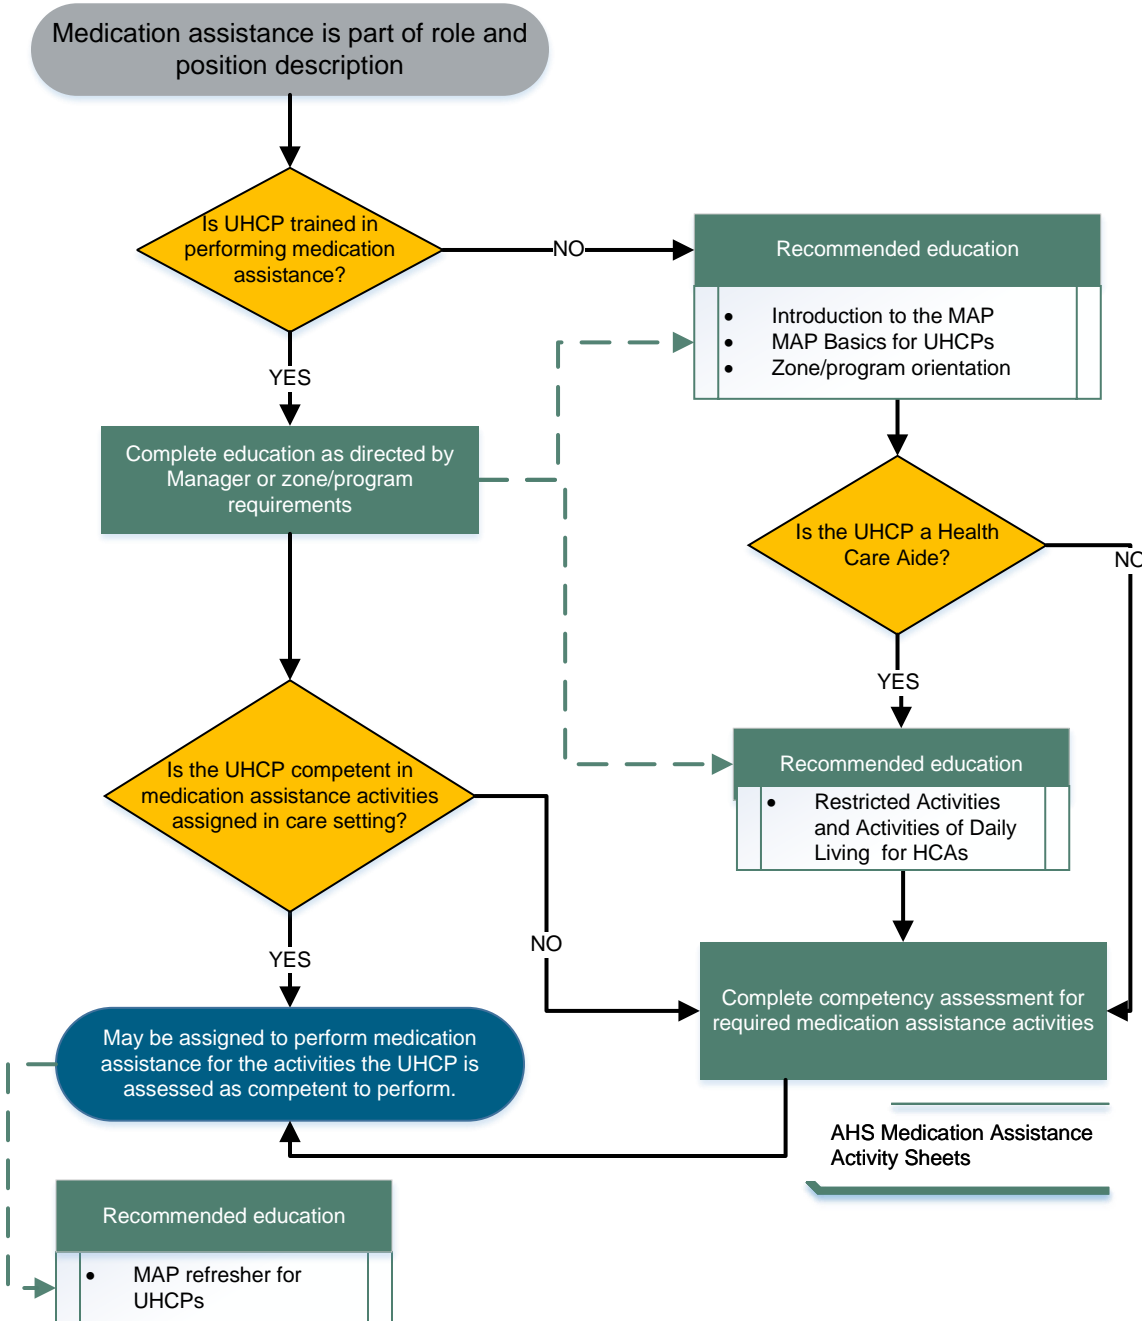 Medication assistance is part of role and
position description
Is UHCP trained in
performing medication
assistance?
NO
Recommended education
• Introduction to the MAP
• MAP Basics for UHCPs
• Zone/program orientation
YES
Complete education as directed by
Manager or zone/program
requirements
Is the UHCP a Health
Care Aide?
NO
YES
Is the UHCP competent in
medication assistance activities
assigned in care setting?
Recommended education
• Restricted Activities
and Activities of Daily
Living for HCAs
NO
YES
Complete competency assessment for
required medication assistance activities
May be assigned to perform medication
assistance for the activities the UHCP is
assessed as competent to perform.
AHS Medication Assistance
Activity Sheets
Recommended education
• MAP refresher for
UHCPs